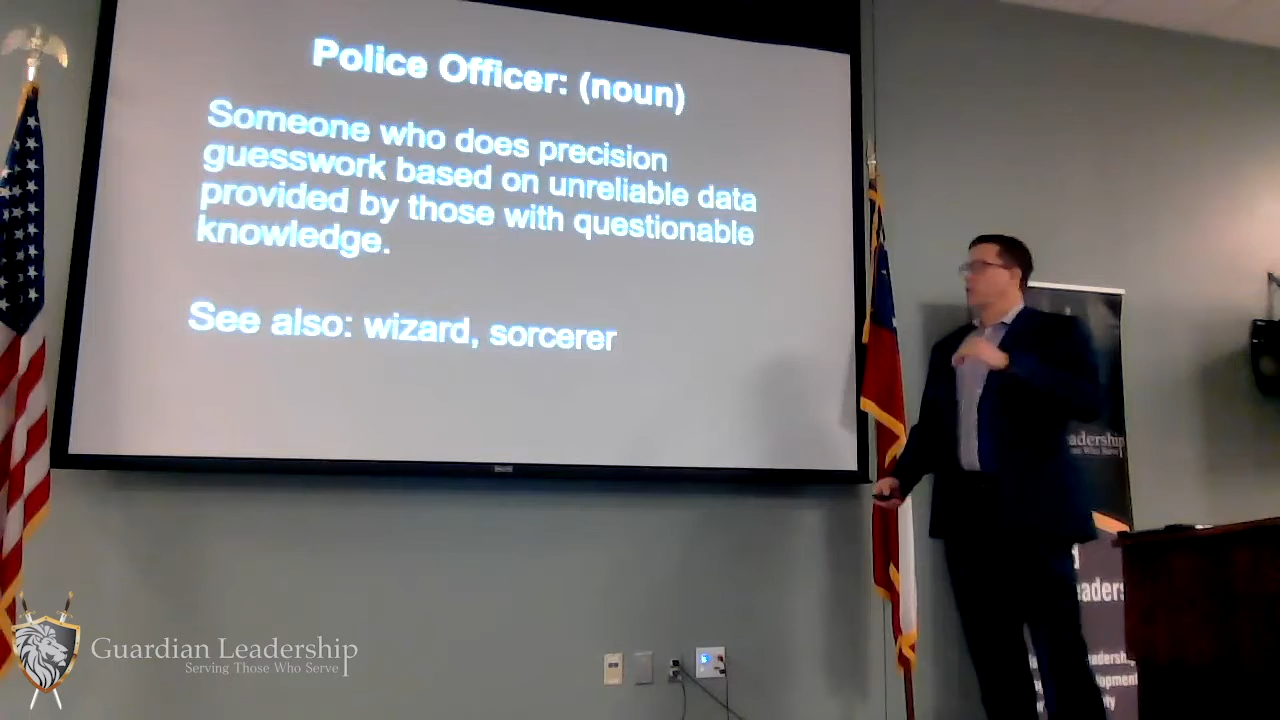 Police Officer: (noun)
Someone who does precision
guesswork based on unreliable data
provided by those with questionable
knowledge.
See also: wizard, sorcerer
Guardian Leadership
Serving Those Who Serve